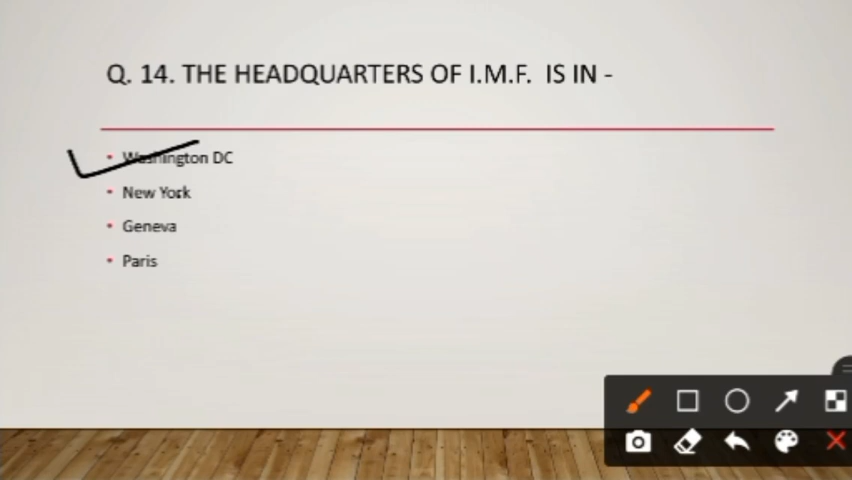 Q. 14. THE HEADQUARTERS OF I.M.F. IS IN -
• Washington DC
• New York
• Geneva
• Paris